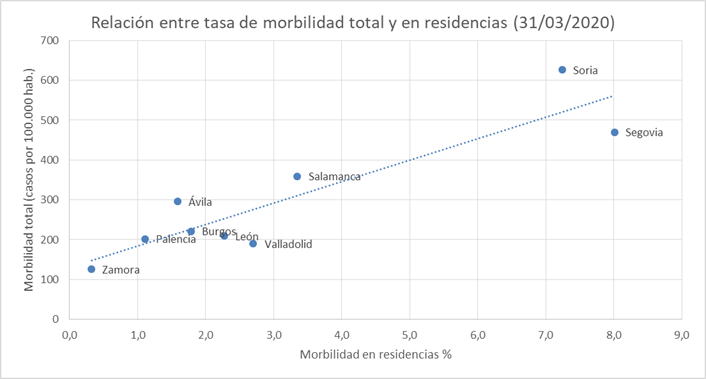 Relación entre tasa de morbilidad total y en residencias (31/03/2020)
Morbilidad total (casos por 100.000 hab.)
700
600
500
400
300
200
100
0
Soria
Segovia
Salamanca
Ávila
Burgos
León
Palencia
Valladolid
Zamora
0,0 1,0 2,0 3,0 4,0 5,0 6,0 7,0 8,0 9,0
Morbilidad en residencias %